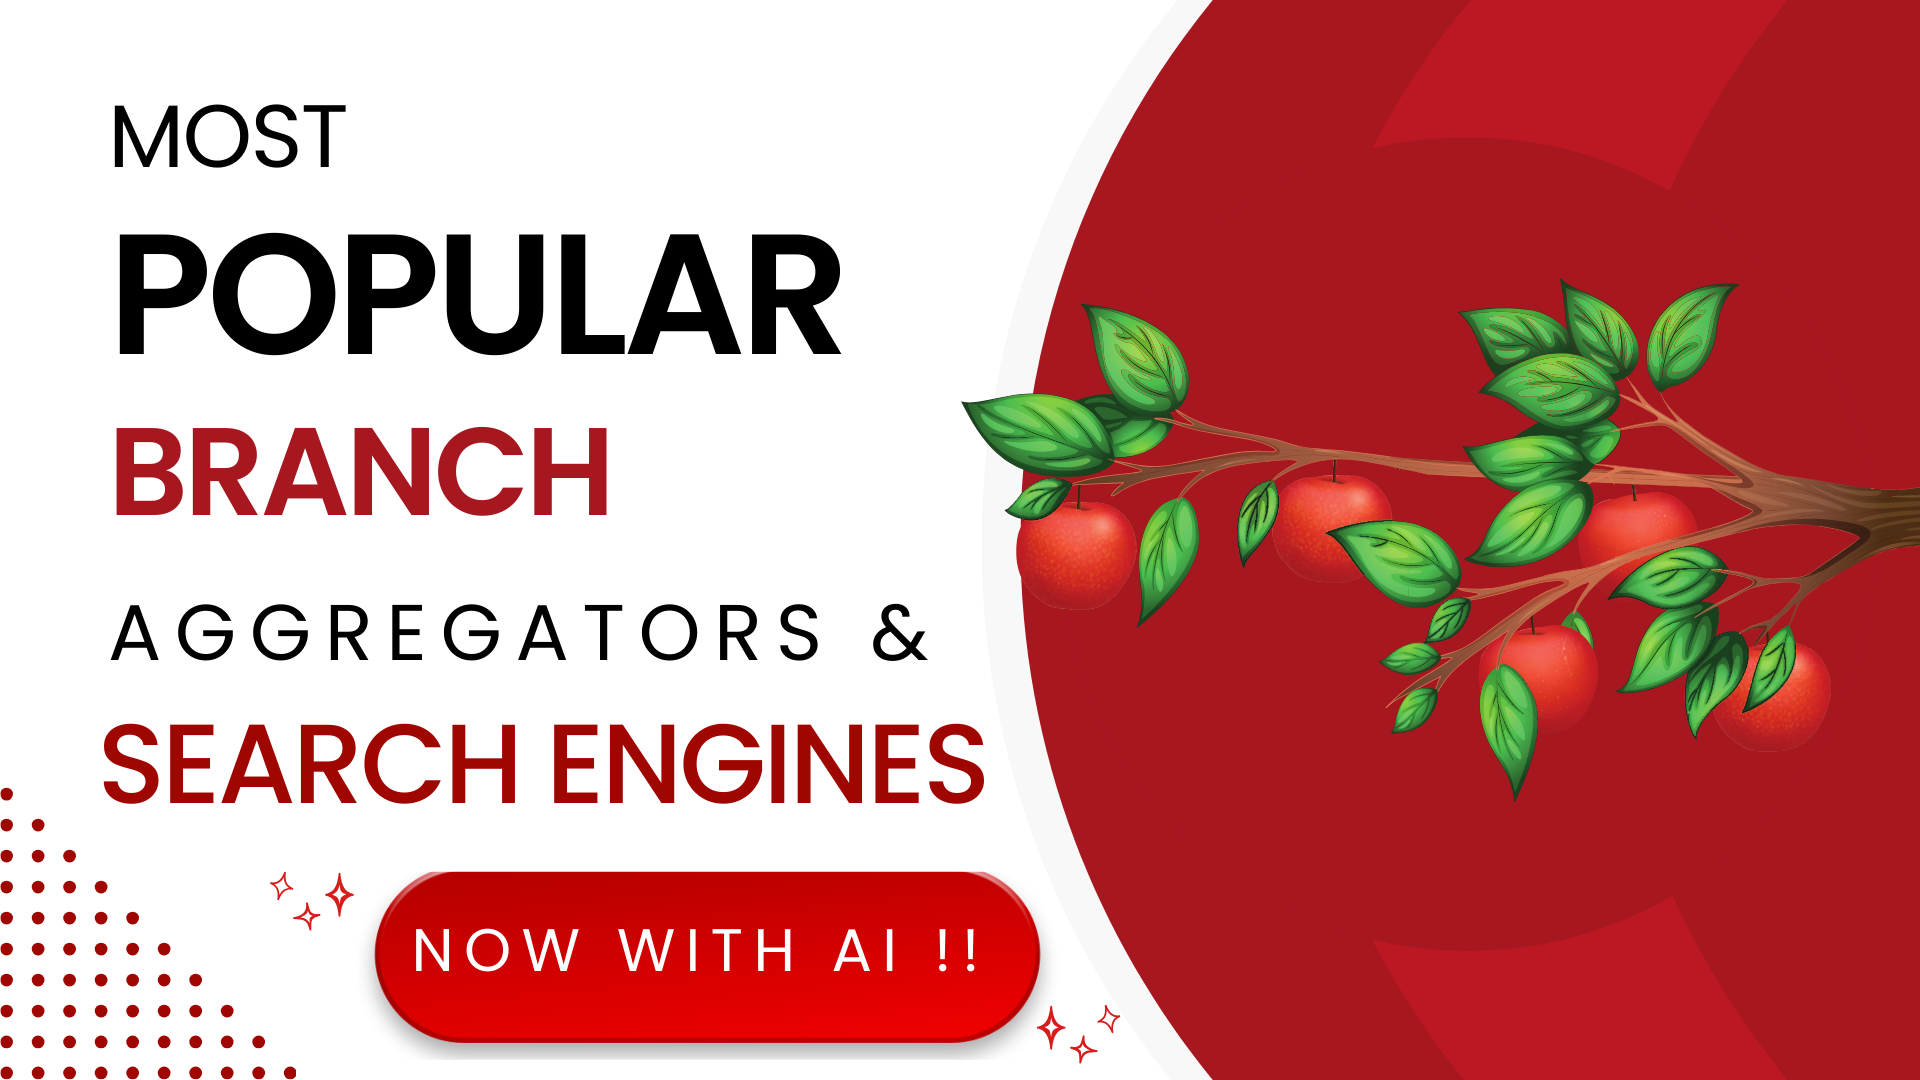 MOST
POPULAR
BRANCH
AGGREGATORS &
SEARCH ENGINES
NOW WITH AI !!